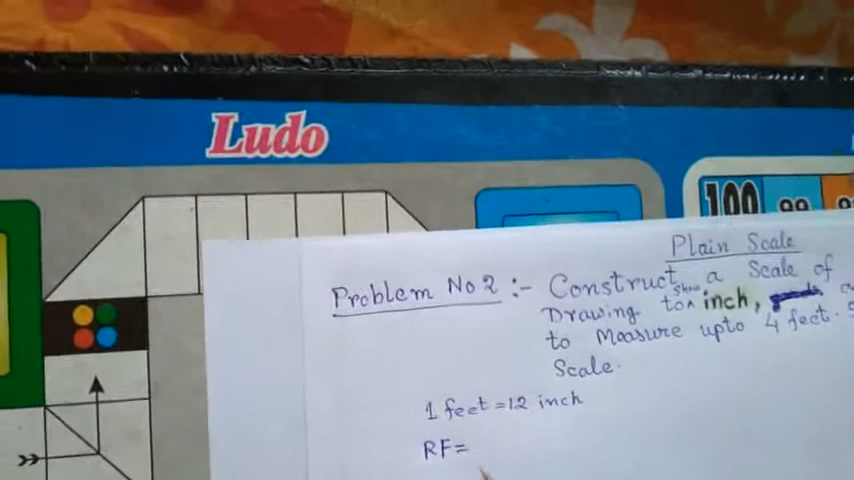 Ludo
100 99
Plain Scale
Problem No 2 :- Construct a Scale of
Drawing to show inch,
to Measure upto 4 feet.
Scale.
1 feet = 12 inch
RF =